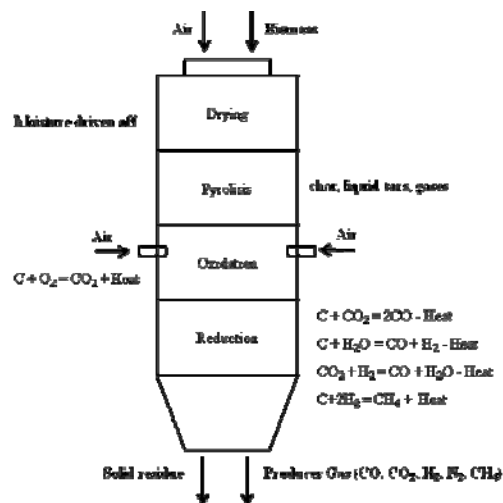 Air Biomass
Drying
Moisture driven off
Pyrolisis
char, liquid tars, gases
Air
Air
Oxidation
C + O₂ = CO₂ + Heat
Reduction
C + CO₂ = 2CO - Heat
C + H₂O = CO + H₂ - Heat
CO₂ + H₂ = CO + H₂O - Heat
C+2H₂ = CH₄ + Heat
Solid residue
Producer Gas (CO, CO₂, H₂, N₂, CH₄)